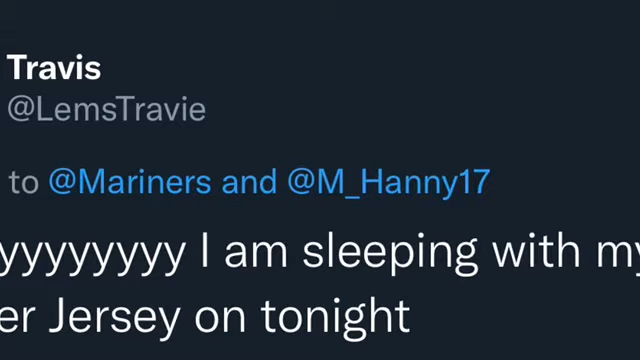 Travis
@LemsTravie
to @Mariners and @M_Hanny17
yyyyyyyyy I am sleeping with my
er Jersey on tonight